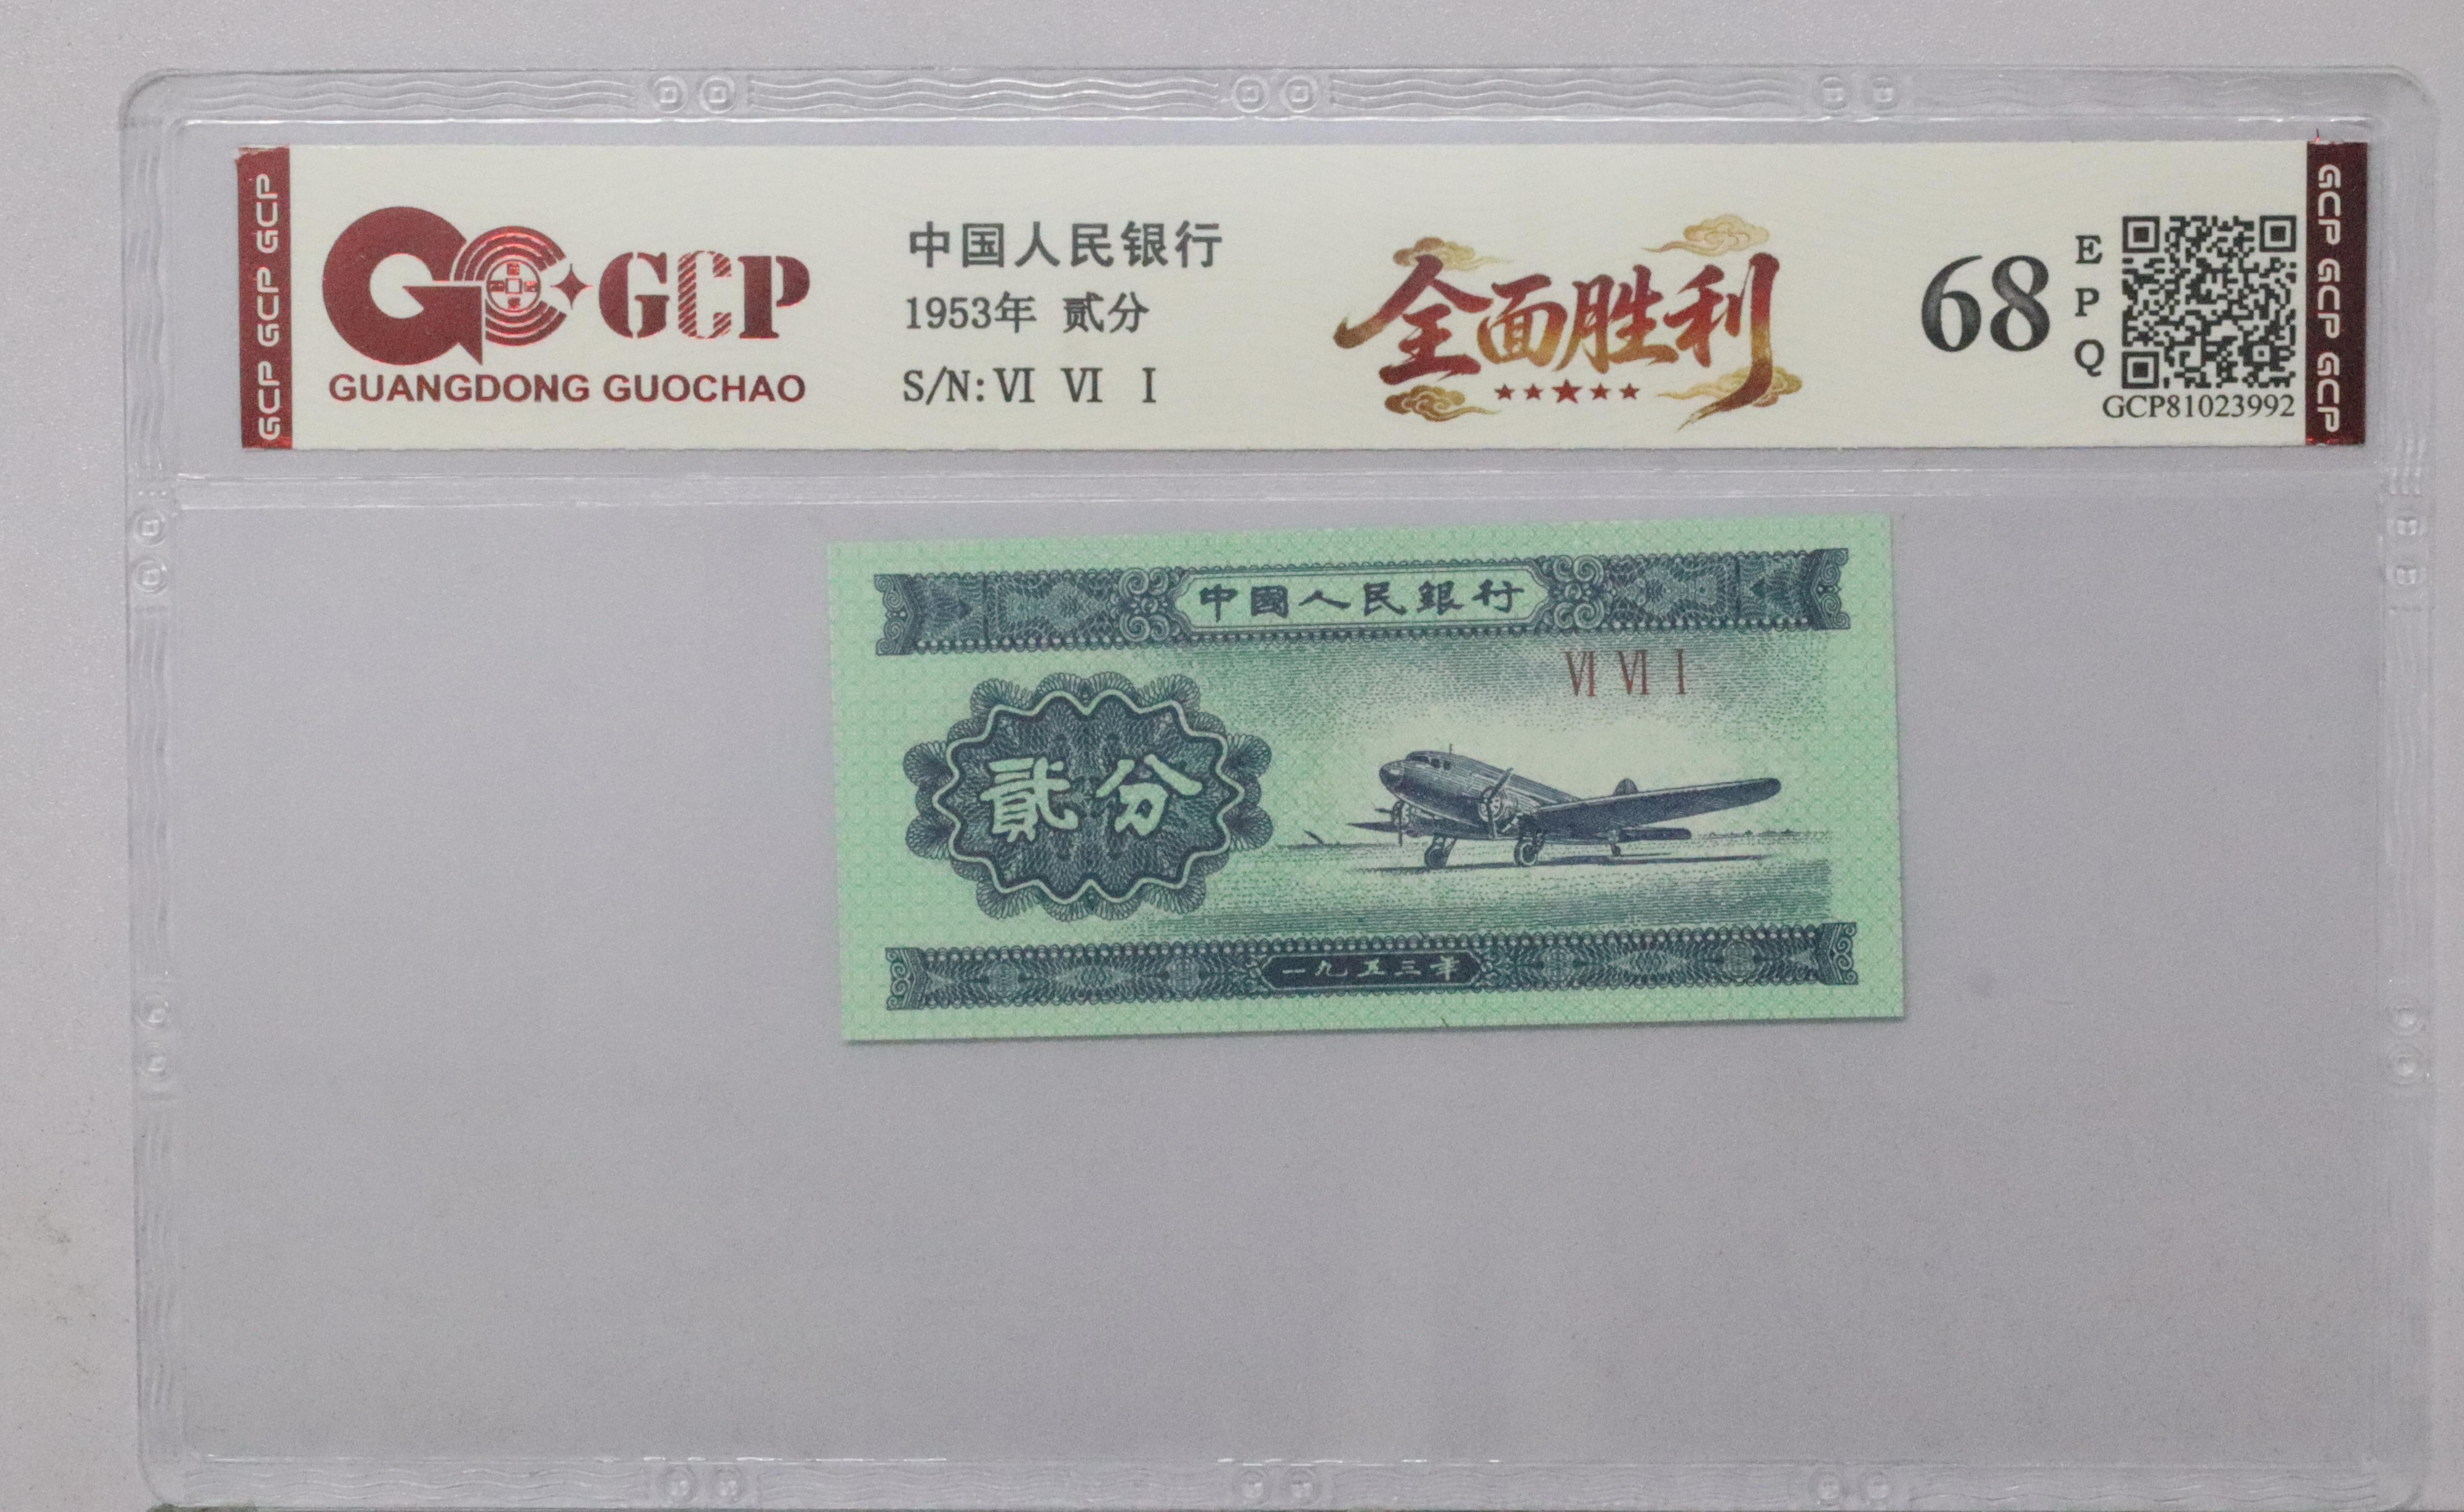 GCP GCP GCP
GCP
GUANGDONG GUOCHAO
中国人民银行
1953年 贰分
S/N: VI VI I
全面胜利
68
E
P
Q
GCP81023992
GCP GCP GCP
中國人民銀行
VI VI I
貳分
一九五三年